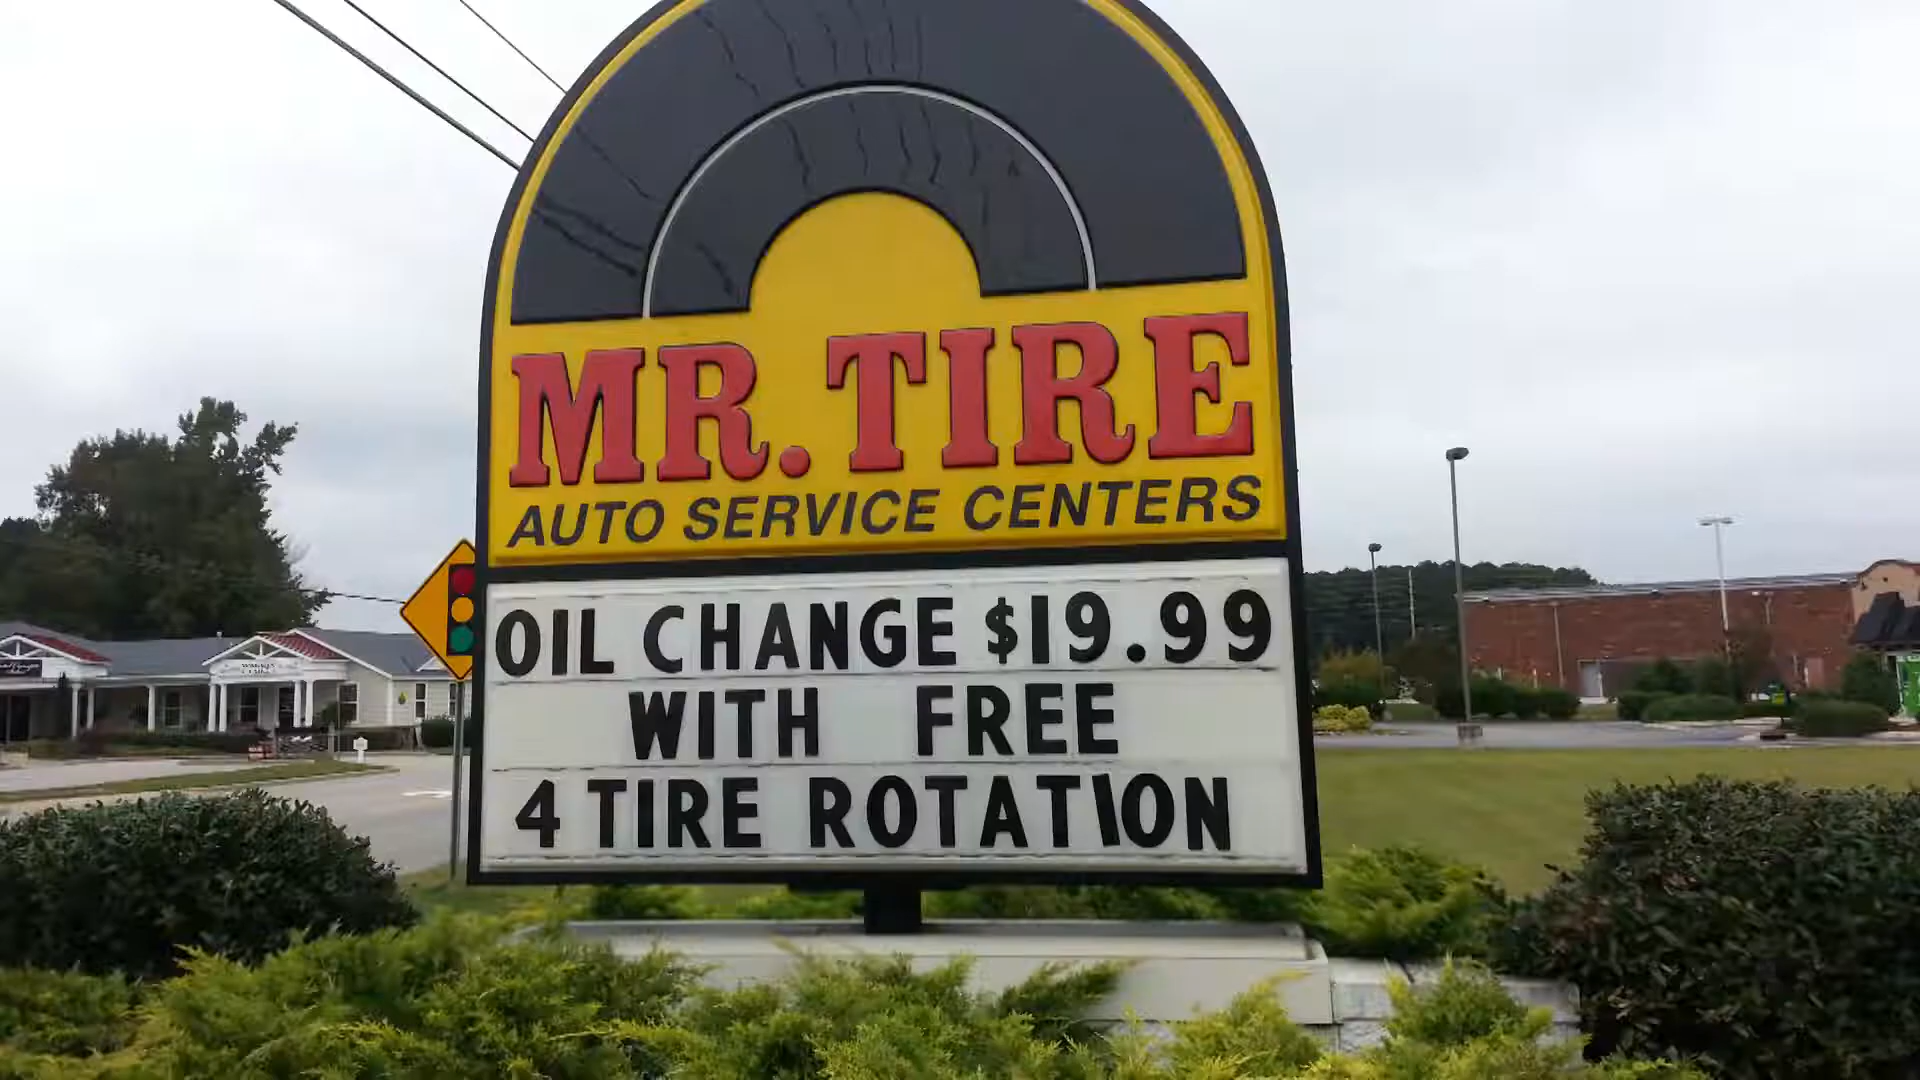 MR. TIRE
AUTO SERVICE CENTERS
OIL CHANGE $19.99
WITH FREE
4 TIRE ROTATION